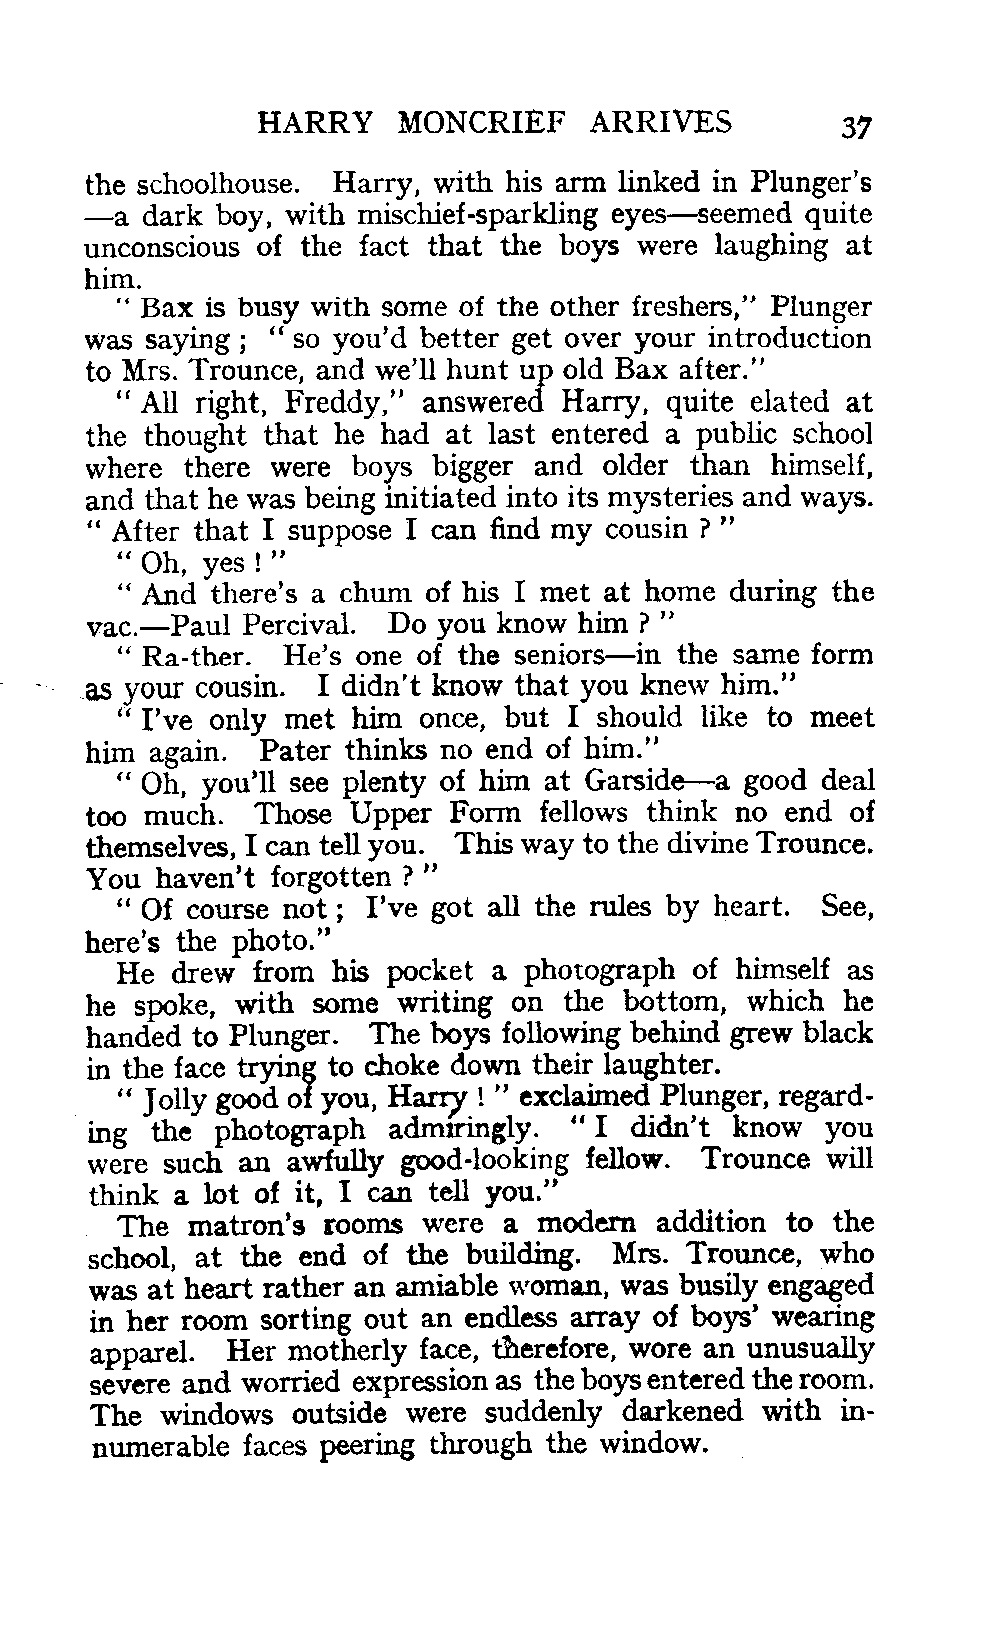 HARRY MONCRIEF ARRIVES 37
the schoolhouse. Harry, with his arm linked in Plunger's
—a dark boy, with mischief-sparkling eyes—seemed quite
unconscious of the fact that the boys were laughing at
him.
" Bax is busy with some of the other freshers," Plunger
was saying ; " so you'd better get over your introduction
to Mrs. Trounce, and we'll hunt up old Bax after."
" All right, Freddy," answered Harry, quite elated at
the thought that he had at last entered a public school
where there were boys bigger and older than himself,
and that he was being initiated into its mysteries and ways.
" After that I suppose I can find my cousin ? "
" Oh, yes ! "
" And there's a chum of his I met at home during the
vac.—Paul Percival. Do you know him ? "
" Ra-ther. He's one of the seniors—in the same form
as your cousin. I didn't know that you knew him."
" I've only met him once, but I should like to meet
him again. Pater thinks no end of him."
" Oh, you'll see plenty of him at Garside—a good deal
too much. Those Upper Form fellows think no end of
themselves, I can tell you. This way to the divine Trounce.
You haven't forgotten ? "
" Of course not ; I've got all the rules by heart. See,
here's the photo."
He drew from his pocket a photograph of himself as
he spoke, with some writing on the bottom, which he
handed to Plunger. The boys following behind grew black
in the face trying to choke down their laughter.
" Jolly good of you, Harry ! " exclaimed Plunger, regard-
ing the photograph admiringly. " I didn't know you
were such an awfully good-looking fellow. Trounce will
think a lot of it, I can tell you."
The matron's rooms were a modern addition to the
school, at the end of the building. Mrs. Trounce, who
was at heart rather an amiable woman, was busily engaged
in her room sorting out an endless array of boys' wearing
apparel. Her motherly face, therefore, wore an unusually
severe and worried expression as the boys entered the room.
The windows outside were suddenly darkened with in-
numerable faces peering through the window.